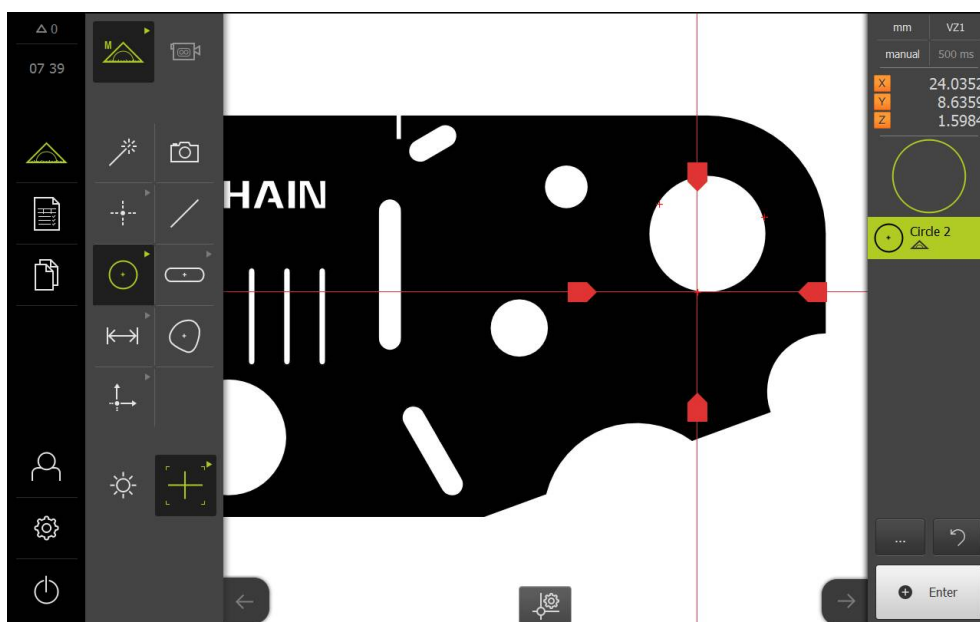 0
07 39
M
HAIN
mm VZ1
manual 500 ms
X 24.0352
Y 8.6359
Z 1.5984
Circle 2
...
Enter